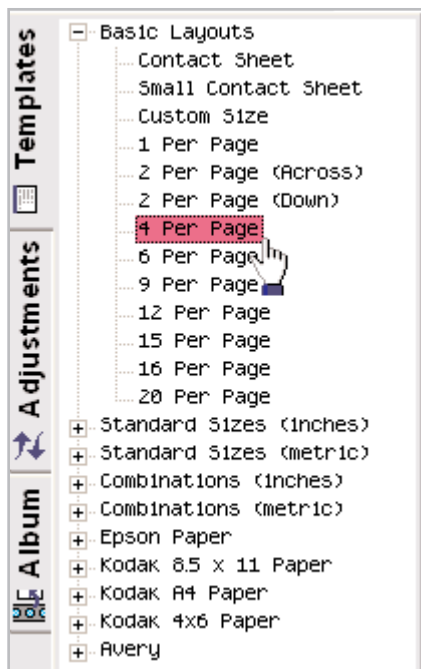 Templates
Adjustments
Album
Basic Layouts
Contact Sheet
Small Contact Sheet
Custom Size
1 Per Page
2 Per Page (Across)
2 Per Page (Down)
4 Per Page
6 Per Page
9 Per Page
12 Per Page
15 Per Page
16 Per Page
20 Per Page
Standard Sizes (inches)
Standard Sizes (metric)
Combinations (inches)
Combinations (metric)
Epson Paper
Kodak 8.5 x 11 Paper
Kodak A4 Paper
Kodak 4x6 Paper
Avery